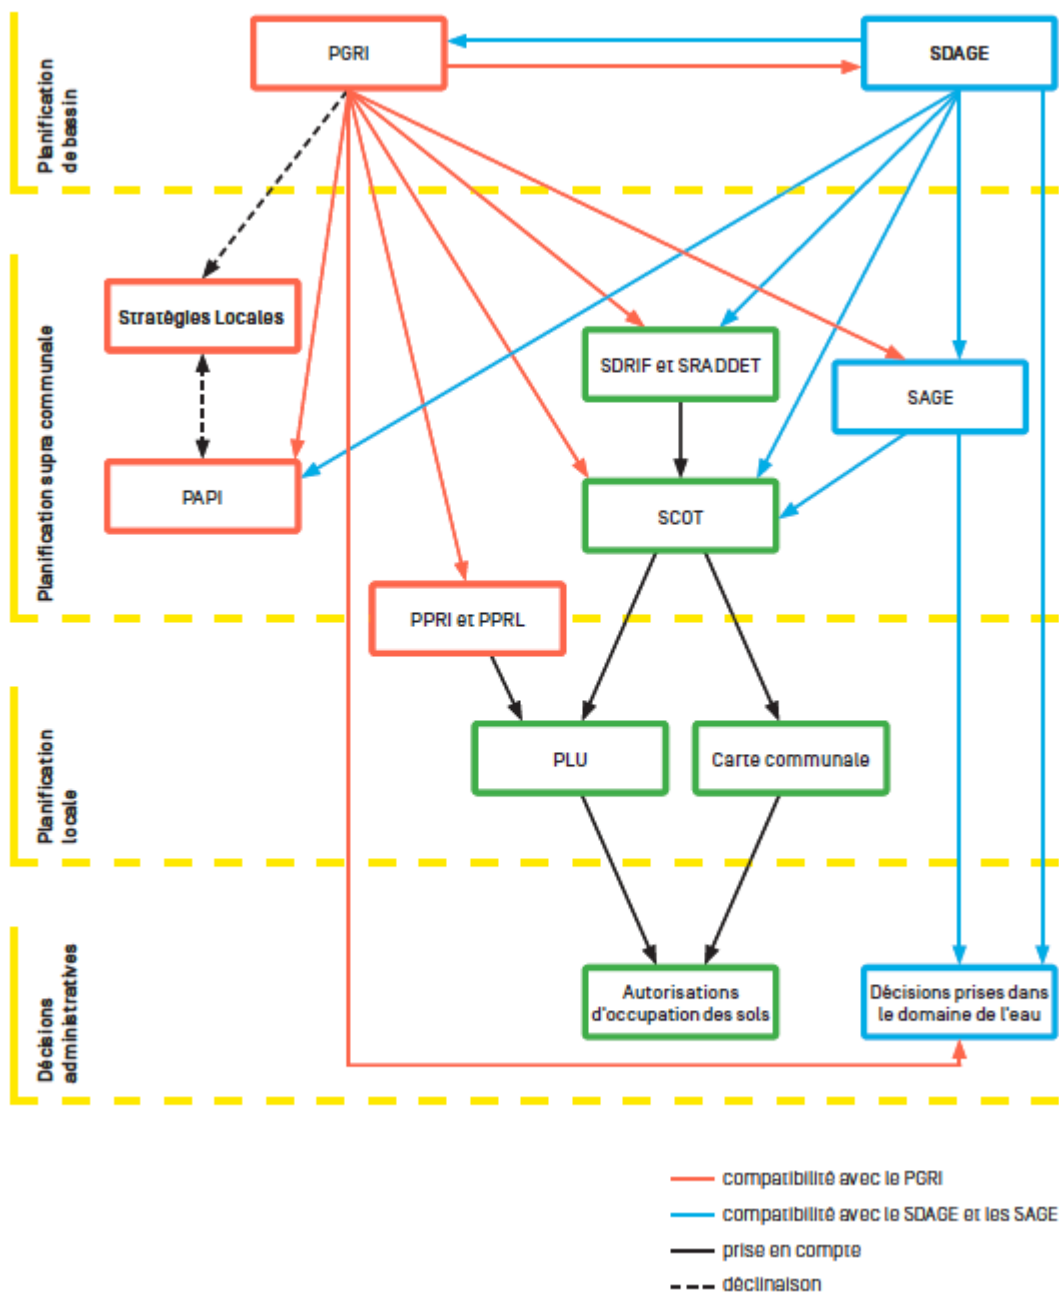 Planification
de bassin
PGRI
SDAGE
Planification supra communale
Stratégies Locales
SDRIF et SRADDET
SAGE
PAPI
SCOT
PPRI et PPRL
Planification
locale
PLU
Carte communale
Décisions
administratives
Autorisations
d'occupation des sols
Décisions prises dans
le domaine de l'eau
compatibilité avec le PGRI
compatibilité avec le SDAGE et les SAGE
prise en compte
déclinaison